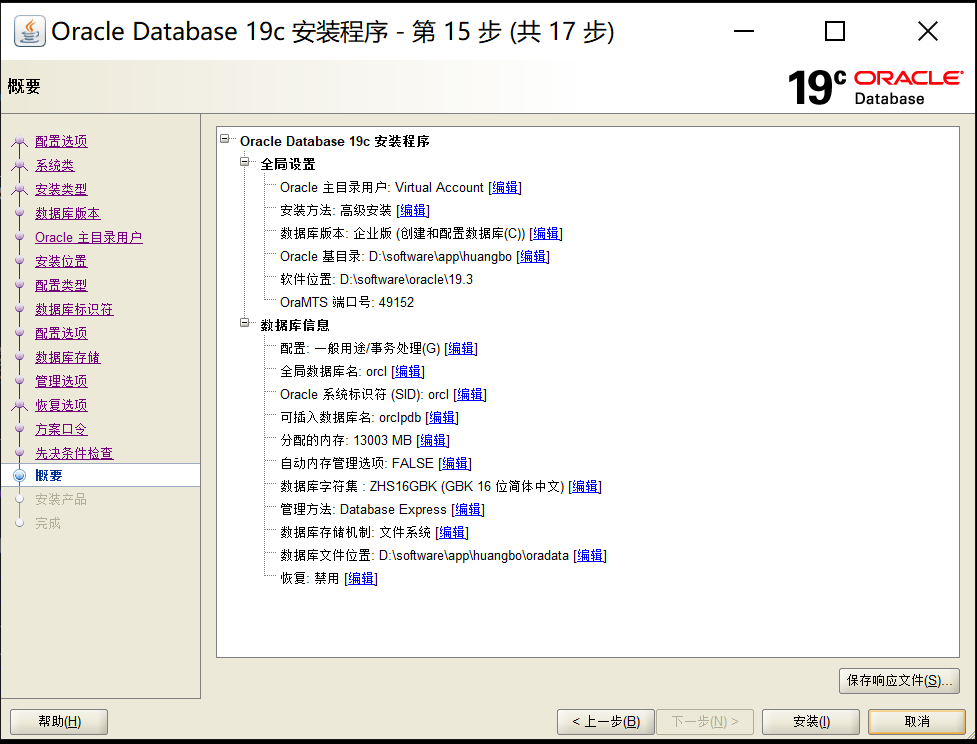 Oracle Database 19c 安装程序 - 第 15 步 (共 17 步)
概要
19c ORACLE
Database
配置选项
系统类
安装类型
数据库版本
Oracle 主目录用户
安装位置
配置类型
数据库标识符
配置选项
数据库存储
管理选项
恢复选项
方案口令
先决条件检查
概要
安装产品
完成
Oracle Database 19c 安装程序
全局设置
Oracle 主目录用户: Virtual Account [编辑]
安装方法: 高级安装 [编辑]
数据库版本: 企业版 (创建和配置数据库(C)) [编辑]
Oracle 基目录: D:\software\app\huangbo [编辑]
软件位置: D:\software\oracle\19.3
OraMTS 端口号: 49152
数据库信息
配置: 一般用途/事务处理(G) [编辑]
全局数据库名: orcl [编辑]
Oracle 系统标识符 (SID): orcl [编辑]
可插入数据库名: orclpdb [编辑]
分配的内存: 13003 MB [编辑]
自动内存管理选项: FALSE [编辑]
数据库字符集 : ZHS16GBK (GBK 16 位简体中文) [编辑]
管理方法: Database Express [编辑]
数据库存储机制: 文件系统 [编辑]
数据库文件位置: D:\software\app\huangbo\oradata [编辑]
恢复: 禁用 [编辑]
保存响应文件(S)...
帮助(H)
< 上一步(B)
下一步(N) >
安装(I)
取消